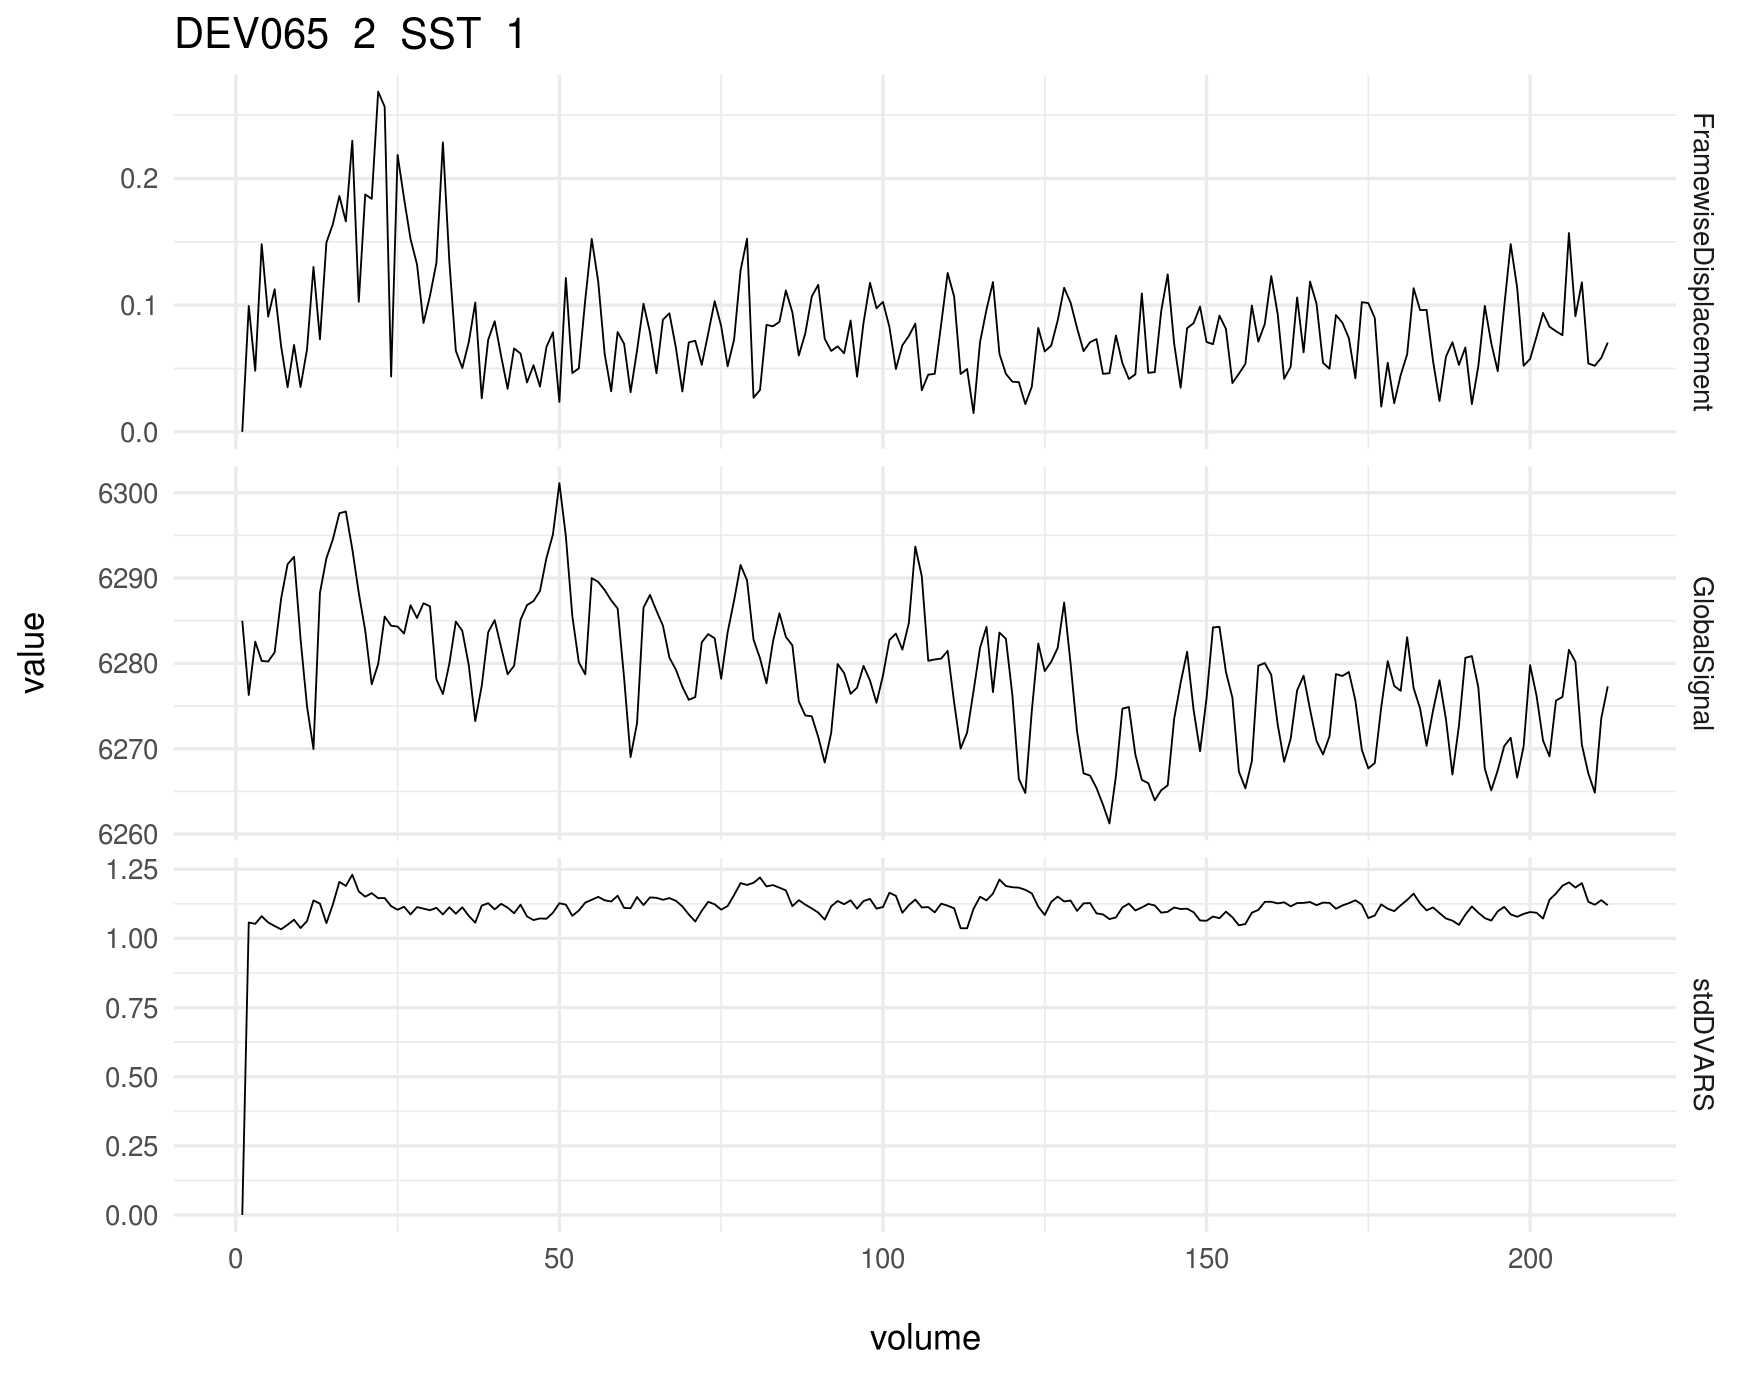 DEV065 2 SST 1
0.2
0.1
0.0
FramewiseDisplacement
6300
6290
6280
6270
6260
GlobalSignal
1.25
1.00
0.75
0.50
0.25
0.00
stdDVARS
value
0 50 100 150 200
volume